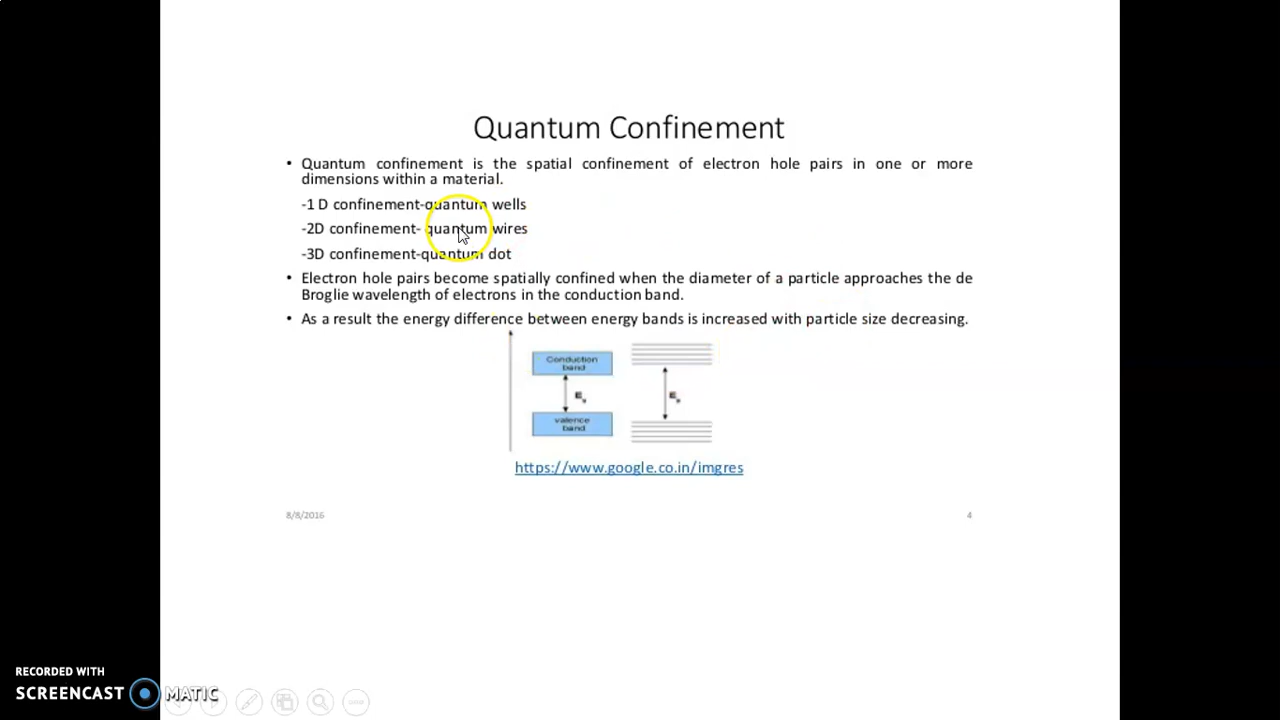 Quantum Confinement
• Quantum confinement is the spatial confinement of electron hole pairs in one or more
dimensions within a material.
-1 D confinement-quantum wells
-2D confinement- quantum wires
-3D confinement-quantum dot
• Electron hole pairs become spatially confined when the diameter of a particle approaches the de
Broglie wavelength of electrons in the conduction band.
• As a result the energy difference between energy bands is increased with particle size decreasing.
Conduction
band
E
E
valence
band
https://www.google.co.in/imgres
8/8/2016
4
RECORDED WITH
SCREENCAST MATIC